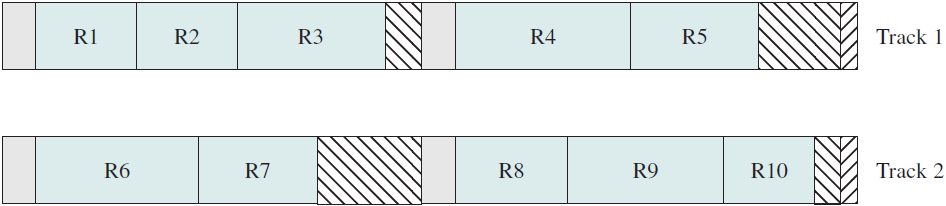 R1 R2 R3 R4 R5 Track 1
R6 R7 R8 R9 R10 Track 2